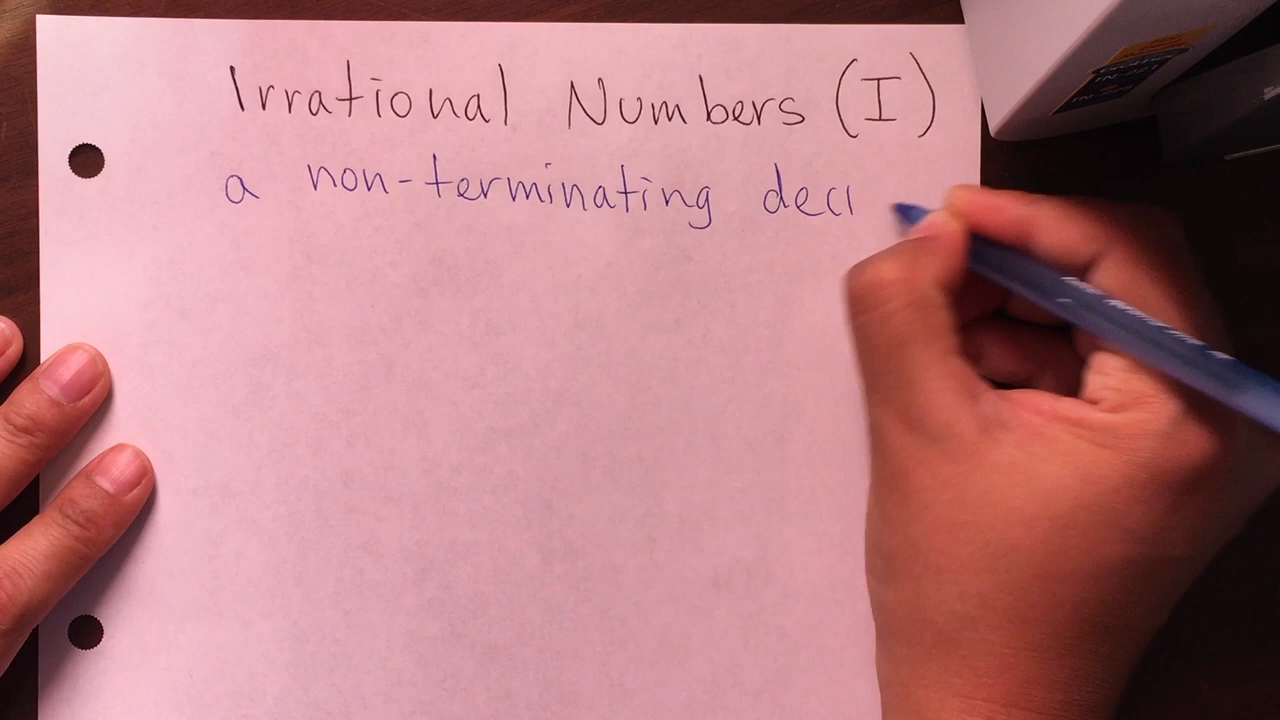 Irrational Numbers (I)
a non-terminating deci